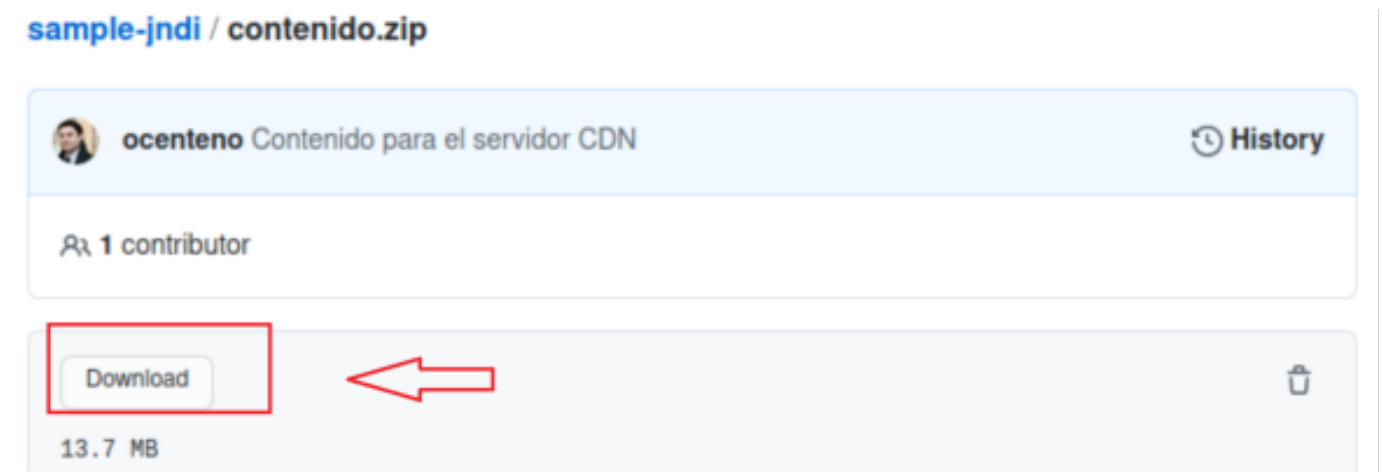 sample-jndi / contenido.zip
ocenteno Contenido para el servidor CDN
History
1 contributor
Download
13.7 MB